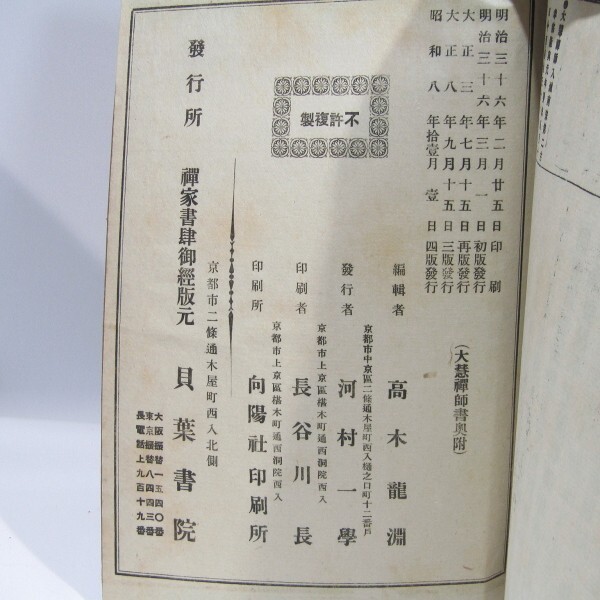 明治三十六年二月廿五日印刷
明治三十六年三月一日初版發行
大正三年七月十五日再版發行
大正八年九月十五日三版發行
昭和八年拾壹月壹日四版發行
(大慧禪師書奥附)
不許複製
編輯者 高木龍淵
京都市中京區二條通木屋町西入樋之口町十二番戶
發行者 河村一學
京都市上京區椹木町通西洞院西入
印刷者 長谷川長
京都市上京區椹木町通西洞院西入
印刷所 向陽社印刷所
京都市二條通木屋町西入北側
發行所 禪家書肆御經版元 貝葉書院
大阪振替一五四〇番
東京振替八四四三番
長電話上九百十九番